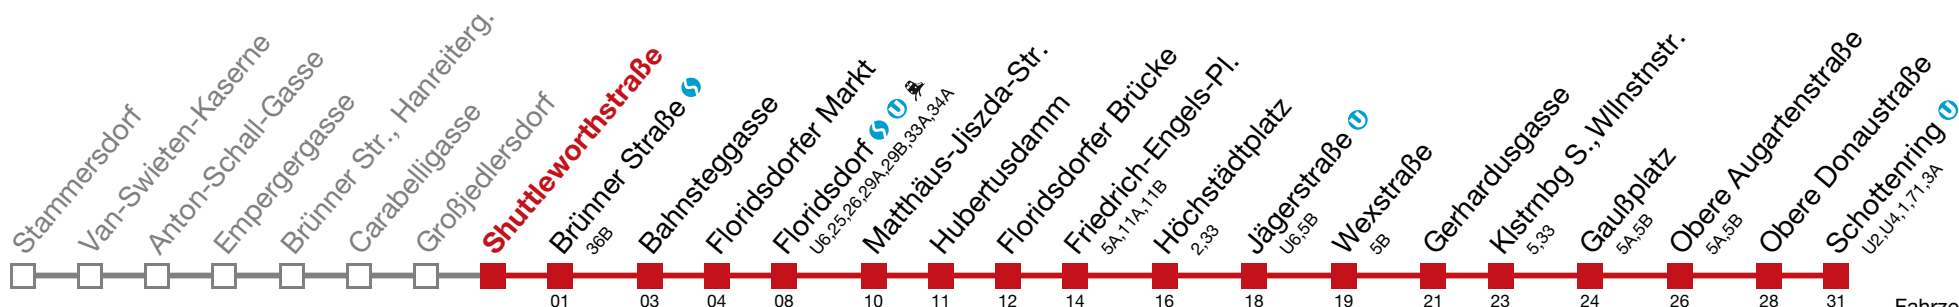 Stammersdorf
Van-Swieten-Kaserne
Anton-Schall-Gasse
Empergergasse
Brünner Str., Hanreiterg.
Carabelligasse
Großjedlersdorf
Shuttleworthstraße
Brünner Straße S
36B
Bahnsteggasse
Floridsdorfer Markt
Floridsdorf S U
U6,25,26,29A,29B,33A,34A
Matthäus-Jiszda-Str.
Hubertusdamm
Floridsdorfer Brücke
Friedrich-Engels-Pl.
5A,11A,11B
Höchstädtplatz
2,33
Jägerstraße U
U6,5B
Wexstraße
5B
Gerhardusgasse
Klstrnbg S., Wllnstnstr.
5,33
Gaußplatz
5A,5B
Obere Augartenstraße
5A,5B
Obere Donaustraße
Schottenring U
U2,U4,1,71,3A
01 03 04 08 10 11 12 14 16 18 19 21 23 24 26 28 31